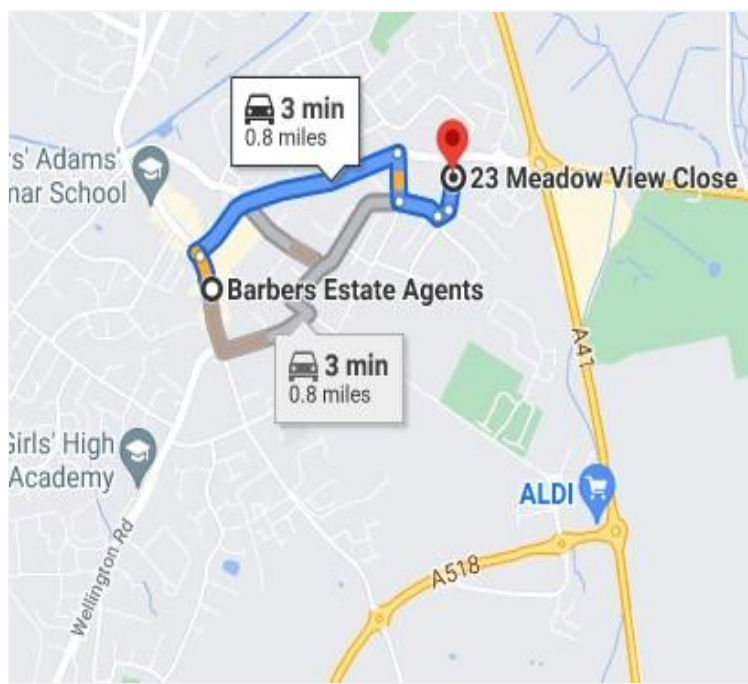 3 min
0.8 miles
rs' Adams'
mar School
23 Meadow View Close
Barbers Estate Agents
A41
3 min
0.8 miles
Girls' High
Academy
ALDI
A518
Wellington Rd